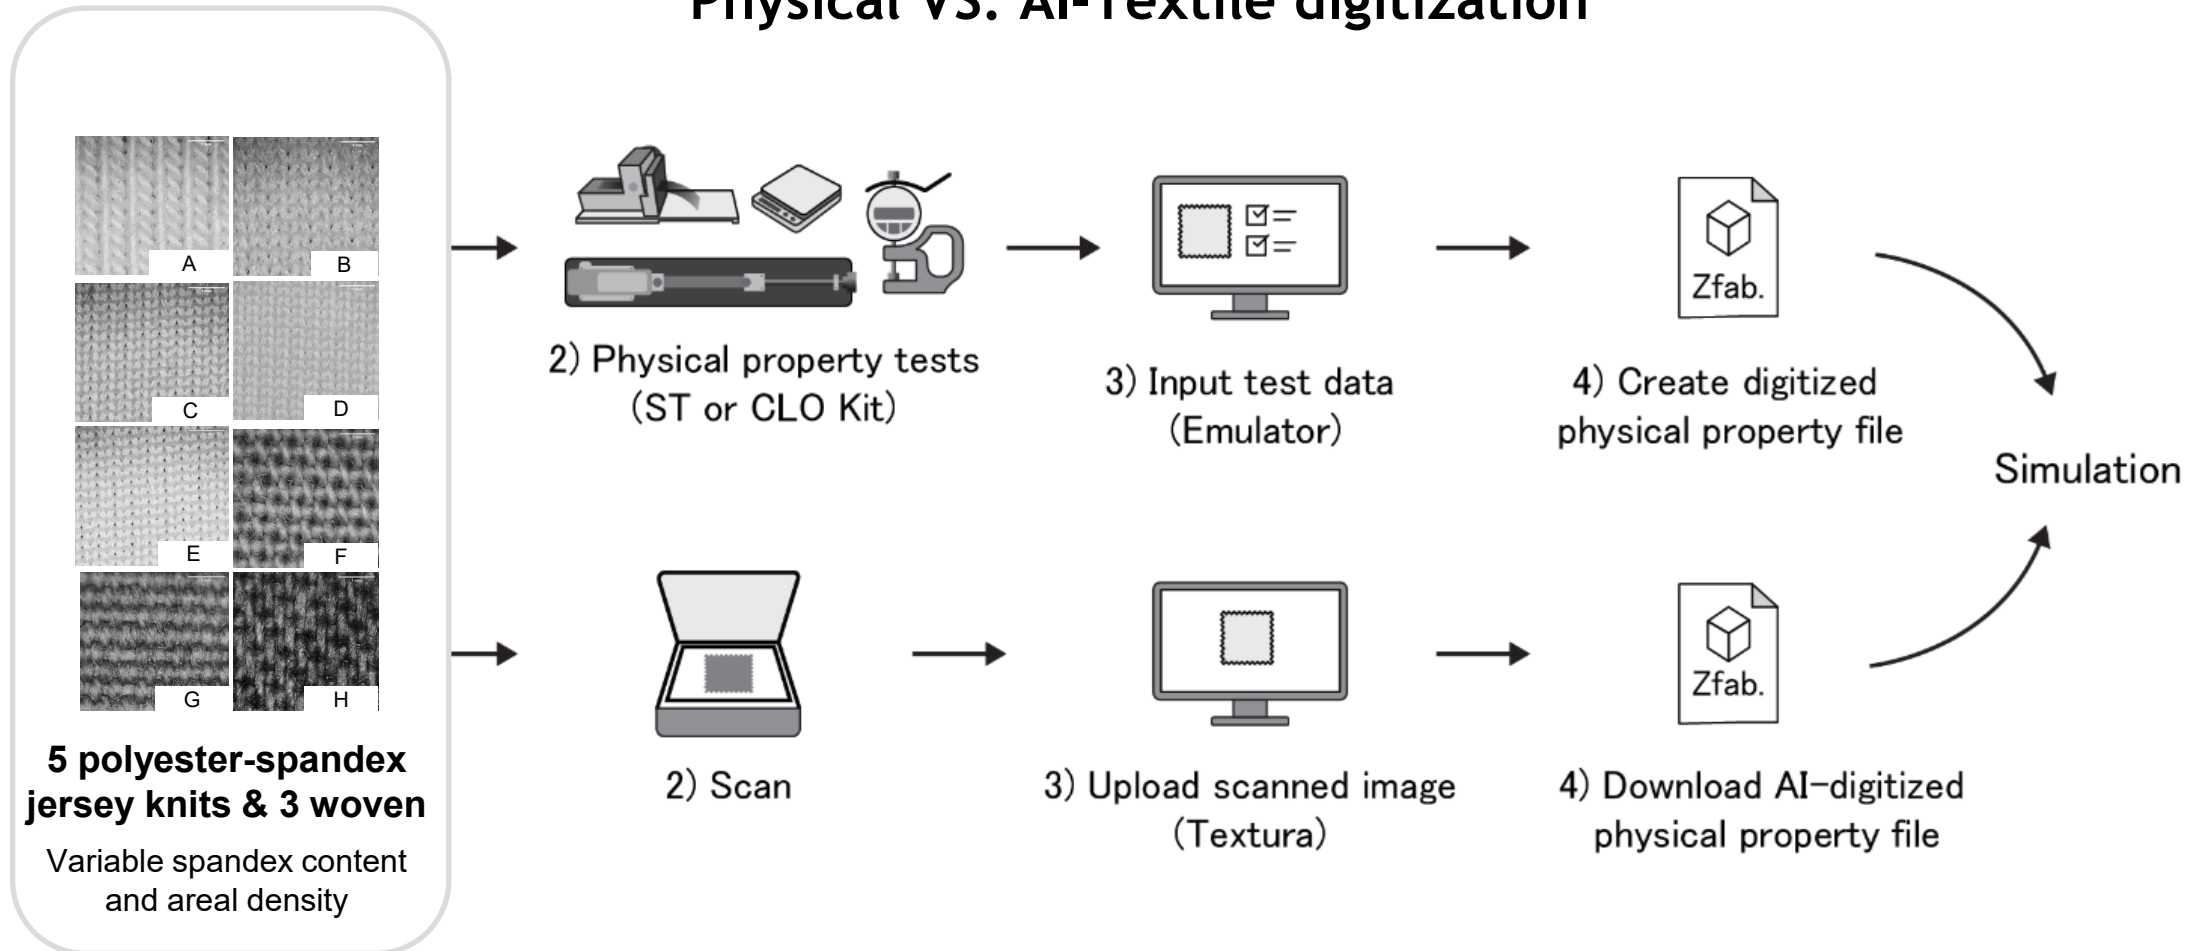 Physical VS. AI-Textile digitization
A
B
C
D
E
F
G
H
5 polyester-spandex
jersey knits & 3 woven
Variable spandex content
and areal density
2) Physical property tests
(ST or CLO Kit)
3) Input test data
(Emulator)
Zfab.
4) Create digitized
physical property file
Simulation
2) Scan
3) Upload scanned image
(Textura)
Zfab.
4) Download AI-digitized
physical property file